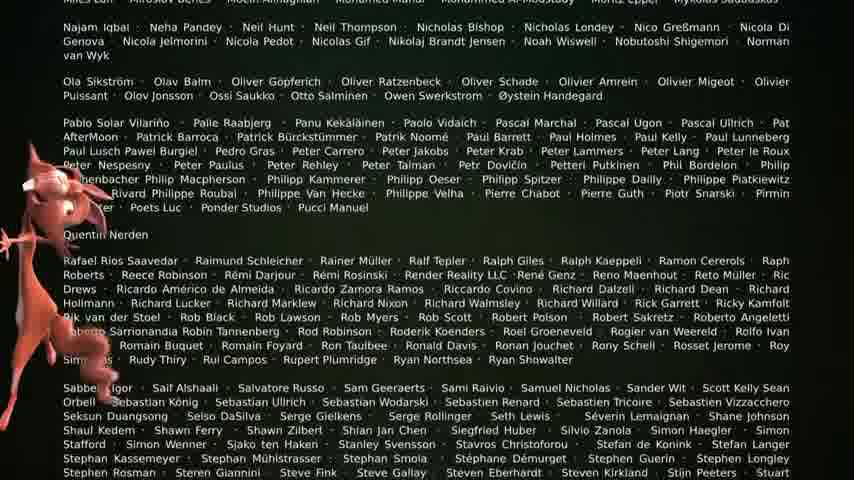 Najam Iqbal · Neha Pandey · Neil Hunt · Neil Thompson · Nicholas Bishop · Nicholas Londey · Nico Greßmann · Nicola Di
Genova · Nicola Jelmorini · Nicola Pedot · Nicolas Gif · Nikolaj Brandt Jensen · Noah Wiswell · Nobutoshi Shigemori · Norman
van Wyk
Ola Sikström · Olav Balm · Oliver Göpferich · Oliver Ratzenbeck · Oliver Schade · Olivier Amrein · Olivier Migeot · Olivier
Puissant · Olov Jonsson · Ossi Saukko · Otto Salminen · Owen Swerkstrom · Øystein Handegard
Pablo Solar Vilariño · Palle Raabjerg · Panu Kekäläinen · Paolo Vidaich · Pascal Marchal · Pascal Ugon · Pascal Ullrich · Pat
AfterMoon · Patrick Barroca · Patrick Bürckstümmer · Patrik Noomé · Paul Barrett · Paul Holmes · Paul Kelly · Paul Lunneberg
Paul Lusch Pawel Burgiel · Pedro Gras · Peter Carrero · Peter Jakobs · Peter Krab · Peter Lammers · Peter Lang · Peter le Roux
Peter Nespesny · Peter Paulus · Peter Rehley · Peter Talman · Petr Dovičin · Petteri Putkinen · Phil Bordelon · Philip
Philip Macpherson · Philipp Kammerer · Philipp Oeser · Philipp Spitzer · Philippe Dailly · Philippe Piatkiewitz
Rivard Philippe Roubal · Philippe Van Hecke · Philippe Velha · Pierre Chabot · Pierre Guth · Piotr Snarski · Pirmin
· Poets Luc · Ponder Studios · Pucci Manuel
Quentin Nerden
Rafael Rios Saavedar · Raimund Schleicher · Rainer Müller · Ralf Tepler · Ralph Giles · Ralph Kaeppeli · Ramon Cererols · Raph
Roberts · Reece Robinson · Rémi Darjour · Rémi Rosinski · Render Reality LLC ·René Genz · Reno Maenhout · Reto Müller · Ric
Drews · Ricardo Américo de Almeida · Ricardo Zamora Ramos · Riccardo Covino · Richard Dalzell · Richard Dean · Richard
Hollmann · Richard Lucker · Richard Marklew · Richard Nixon · Richard Walmsley · Richard Willard · Rick Garrett · Ricky Kamfolt
Rik van der Stoel · Rob Black · Rob Lawson · Rob Myers · Rob Scott · Robert Polson · Robert Sakretz · Roberto Angeletti
Roberto Sarrionandia Robin Tannenberg · Rod Robinson · Roderik Koenders · Roel Groeneveld · Rogier van Weereld · Rolfo Ivan
Romain Buquet · Romain Foyard · Ron Taulbee · Ronald Davis · Ronan Jouchet · Rony Schell · Rosset Jerome · Roy
· Rudy Thiry · Rui Campos · Rupert Plumridge · Ryan Northsea · Ryan Showalter
Igor · Saif Alshaali · Salvatore Russo · Sam Geeraerts · Sami Raivio · Samuel Nicholas · Sander Wit · Scott Kelly Sean
Orbell · Sebastian König · Sebastian Ullrich · Sebastian Wodarski · Sebastien Renard · Sebastien Tricoire · Sebastien Vizzacchero
Seksun Duangsong · Selso DaSilva · Serge Gielkens · Serge Rollinger · Seth Lewis · Séverin Lemaignan · Shane Johnson
Shaul Kedem · Shawn Ferry · Shawn Zilbert · Shian Jan Chen · Siegfried Huber · Silvio Zanola · Simon Haegler · Simon
Stafford · Simon Wenner · Sjako ten Haken · Stanley Svensson · Stavros Christoforou · Stefan de Konink · Stefan Langer
Stephan Kassemeyer · Stephan Mühlstrasser · Stephan Smola · Stéphane Démurget · Stephen Guerin · Stephen Longley
Stephen Rosman · Steren Giannini · Steve Fink · Steve Gallay · Steven Eberhardt · Steven Kirkland · Stijn Peeters · Stuart